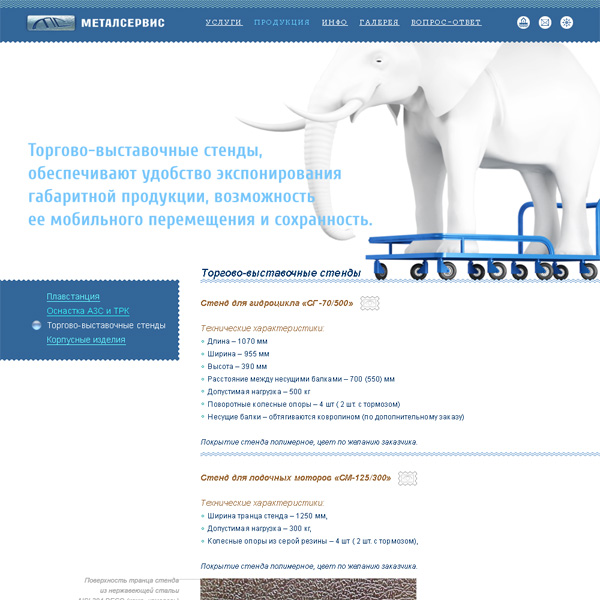 МЕТАЛСЕРВИС
УСЛУГИ ПРОДУКЦИЯ ИНФО ГАЛЕРЕЯ ВОПРОС-ОТВЕТ
Торгово-выставочные стенды,
обеспечивают удобство экспонирования
габаритной продукции, возможность
ее мобильного перемещения и сохранность.
Плавстанция
Оснастка АЗС и ТРК
Торгово-выставочные стенды
Корпусные изделия
Торгово-выставочные стенды
Стенд для гидроцикла «СГ-70/500»
Технические характеристики:
Длина – 1070 мм
Ширина – 955 мм
Высота – 390 мм
Расстояние между несущими балками – 700 (550) мм
Допустимая нагрузка – 500 кг
Поворотные колесные опоры – 4 шт ( 2 шт. с тормозом)
Несущие балки – обтягиваются ковролином (по дополнительному заказу)
Покрытие стенда полимерное, цвет по желанию заказчика.
Стенд для лодочных моторов «СМ-125/300»
Технические характеристики:
Ширина транца стенда – 1250 мм,
Допустимая нагрузка – 300 кг,
Колесные опоры из серой резины – 4 шт ( 2 шт. с тормозом),
Покрытие стенда полимерное, цвет по желанию заказчика.
Поверхность транца стенда
из нержавеющей стали